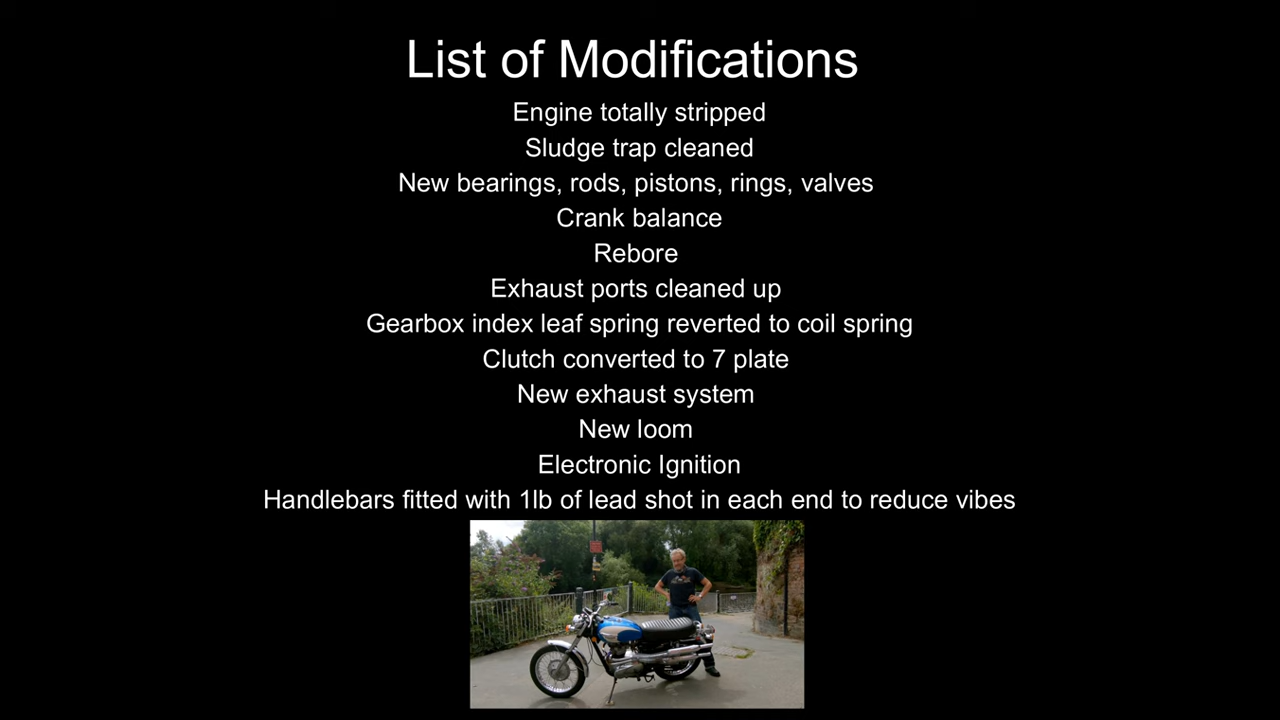 List of Modifications
Engine totally stripped
Sludge trap cleaned
New bearings, rods, pistons, rings, valves
Crank balance
Rebore
Exhaust ports cleaned up
Gearbox index leaf spring reverted to coil spring
Clutch converted to 7 plate
New exhaust system
New loom
Electronic Ignition
Handlebars fitted with 1lb of lead shot in each end to reduce vibes